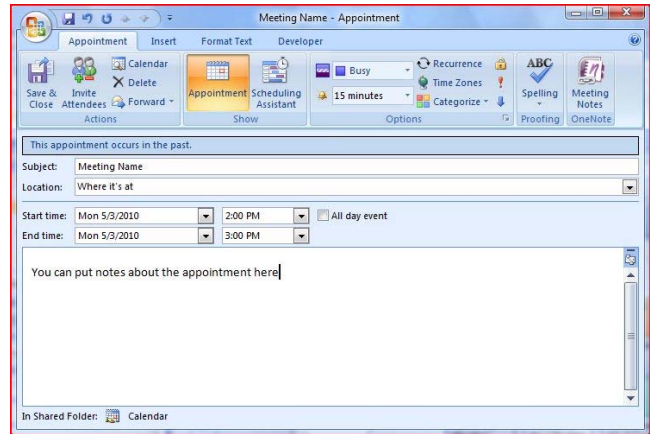 Meeting Name - Appointment
Appointment Insert Format Text Developer
Save & Close
Invite Attendees
Calendar
Delete
Forward
Actions
Appointment
Scheduling Assistant
Show
Busy
15 minutes
Recurrence
Time Zones
Categorize
Options
ABC
Spelling
Proofing
Meeting Notes
OneNote
This appointment occurs in the past.
Subject: Meeting Name
Location: Where it's at
Start time: Mon 5/3/2010 2:00 PM All day event
End time: Mon 5/3/2010 3:00 PM
You can put notes about the appointment here
In Shared Folder: Calendar